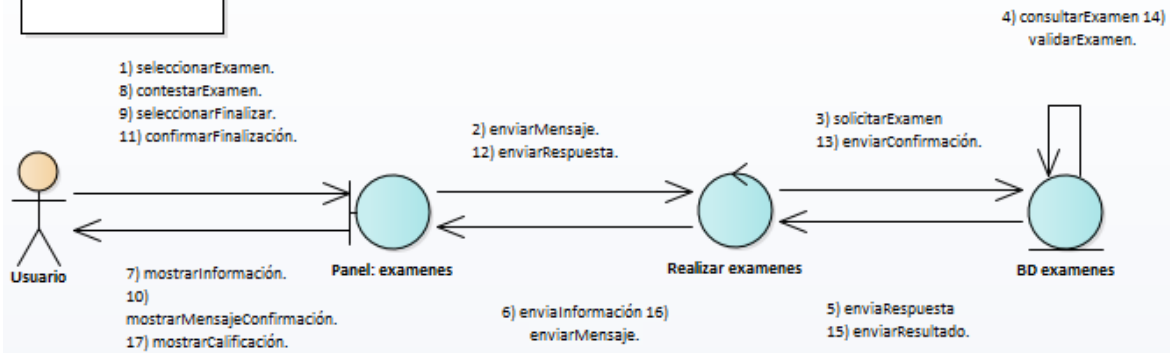 4) consultarExamen 14)
validarExamen.
1) seleccionarExamen.
8) contestarExamen.
9) seleccionarFinalizar.
11) confirmarFinalización.
2) enviarMensaje.
12) enviarRespuesta.
3) solicitarExamen
13) enviarConfirmación.
Usuario
Panel: examenes
Realizar examenes
BD examenes
7) mostrarInformación.
10)
mostrarMensajeConfirmación.
17) mostrarCalificación.
6) enviaInformación 16)
enviarMensaje.
5) enviaRespuesta
15) enviarResultado.